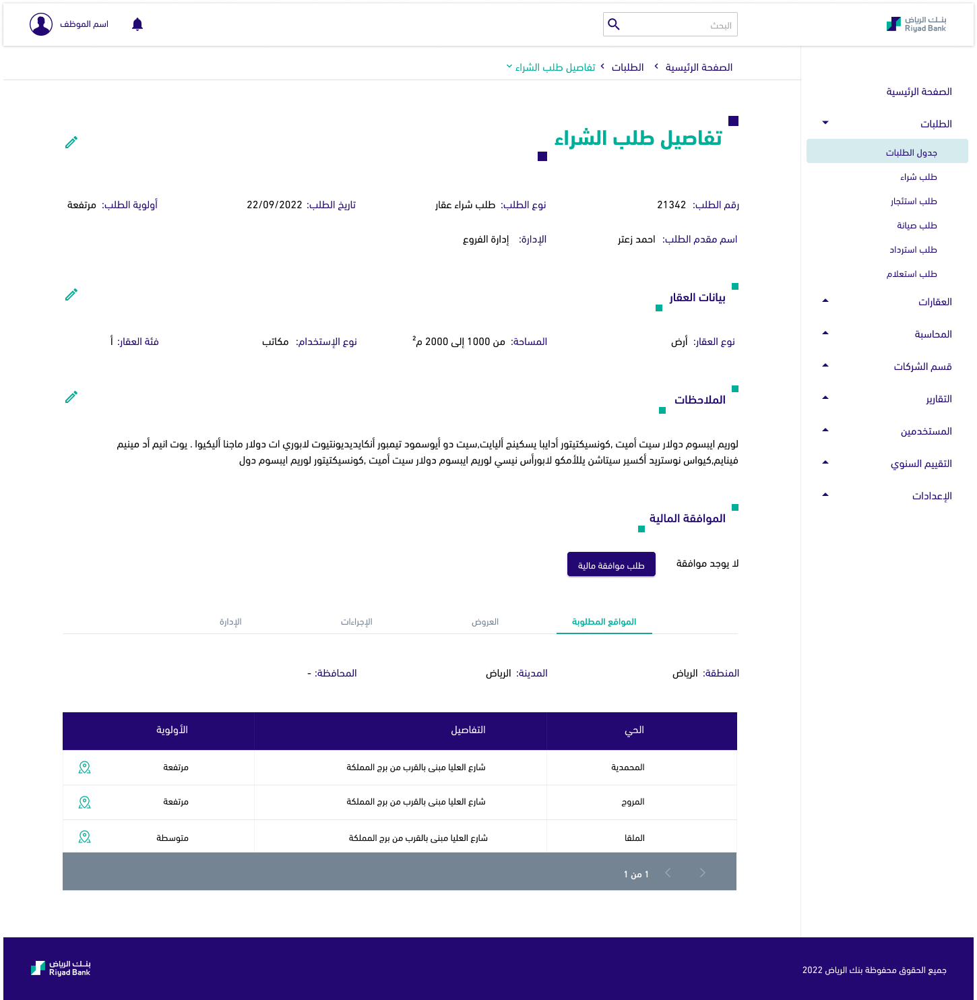 بنك الرياض
Riyad Bank
البحث
اسم الموظف
الصفحة الرئيسية
الطلبات
تفاصيل طلب الشراء
الصفحة الرئيسية
الطلبات
جدول الطلبات
طلب شراء
طلب استئجار
طلب صيانة
طلب استرداد
طلب استعلام
العقارات
المحاسبة
قسم الشركات
التقارير
المستخدمين
التقييم السنوي
الإعدادات
تفاصيل طلب الشراء
رقم الطلب: 21342 نوع الطلب: طلب شراء عقار تاريخ الطلب: 22/09/2022 أولوية الطلب: مرتفعة
اسم مقدم الطلب: احمد زعتر الإدارة: إدارة الفروع
بيانات العقار
نوع العقار: أرض المساحة: من 1000 إلى 2000 م² نوع الإستخدام: مكاتب فئة العقار: أ
الملاحظات
لوريم ايبسوم دولار سيت أميت ,كونسيكتيتور أدايبا يسكينج أليايت,سيت دو أيوسمود تيمبور أنكايديديونتيوت لابوري ات دولار ماجنا أليكيوا . يوت انيم أد مينيم
فينايم,كيواس نوستريد أكسير سيتاشن يللأمكو لابورأس نيسي لوريم ايبسوم دولار سيت أميت ,كونسيكتيتور لوريم ايبسوم دول
الموافقة المالية
لا يوجد موافقة
طلب موافقة مالية
المواقع المطلوبة العروض الإجراءات الإدارة
المنطقة: الرياض المدينة: الرياض المحافظة: -
الحي التفاصيل الأولوية
المحمدية شارع العليا مبنى بالقرب من برج المملكة مرتفعة
المروج شارع العليا مبنى بالقرب من برج المملكة مرتفعة
الملقا شارع العليا مبنى بالقرب من برج المملكة متوسطة
1 من 1
جميع الحقوق محفوظة بنك الرياض 2022
بنك الرياض
Riyad Bank